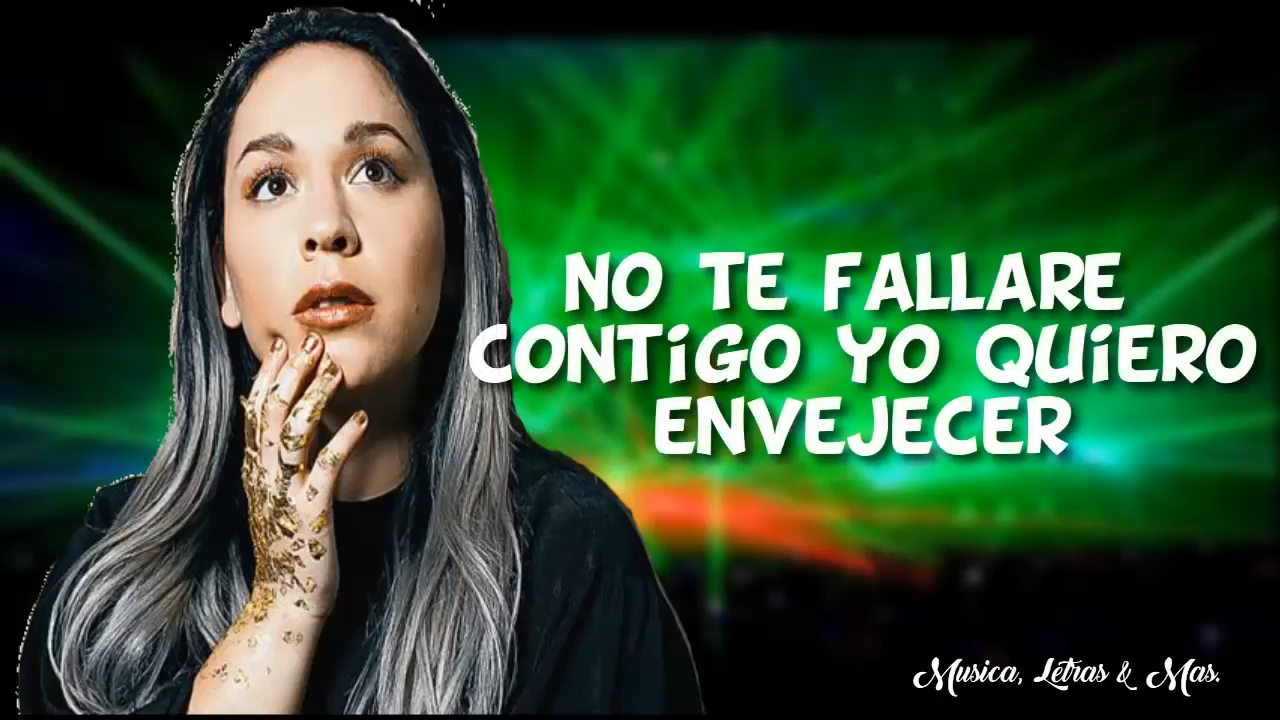 NO TE FALLARE
CONTiGO YO QUiERO
ENVEJECER
Musica, Letras & Mas.